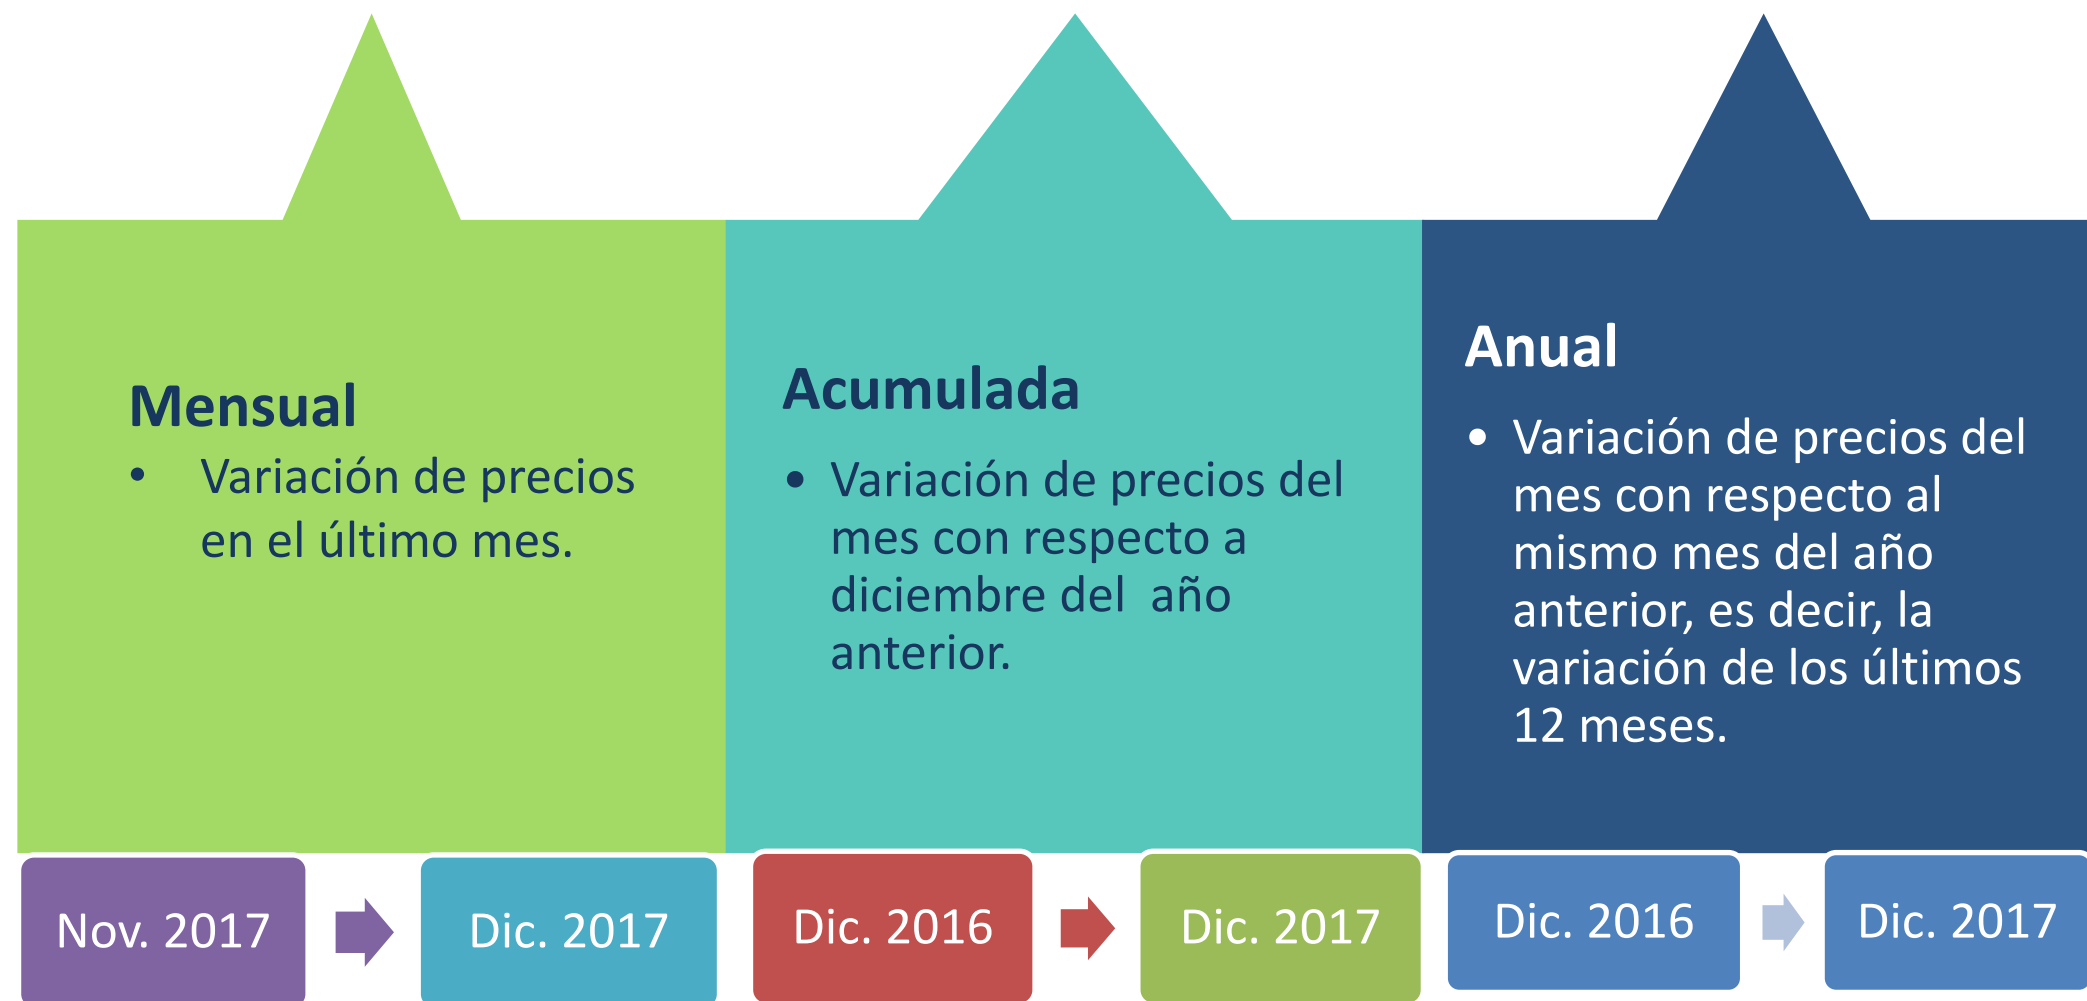 Mensual
• Variación de precios
en el último mes.
Acumulada
• Variación de precios del
mes con respecto a
diciembre del  año
anterior.
Anual
• Variación de precios del
mes con respecto al
mismo mes del año
anterior, es decir, la
variación de los últimos
12 meses.
Nov. 2017
Dic. 2017
Dic. 2016
Dic. 2017
Dic. 2016
Dic. 2017